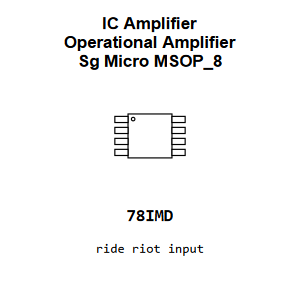 IC Amplifier
Operational Amplifier
Sg Micro MSOP_8
78IMD
ride riot input